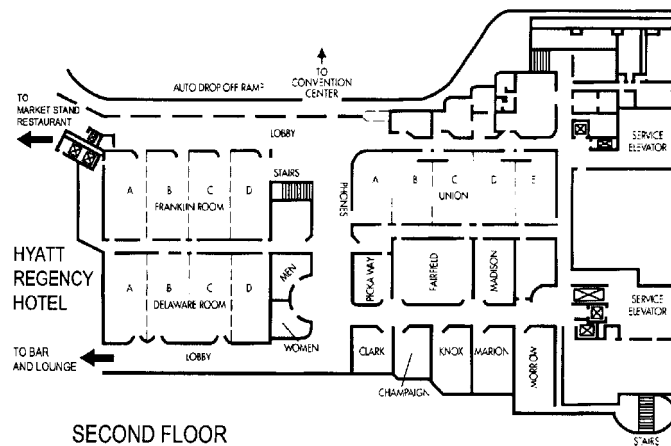 AUTO DROP OFF RAMP
TO
CONVENTION
CENTER
TO
MARKET STAND
RESTAURANT
LOBBY
SERVICE
ELEVATOR
STAIRS
PHONES
A B C D
FRANKLIN ROOM
A B C D E
UNION
HYATT
REGENCY
HOTEL
MEN
PICKAWAY
FAIRFIELD
MADISON
A B C D
DELAWARE ROOM
SERVICE
ELEVATOR
TO BAR
AND LOUNGE
LOBBY
WOMEN
CLARK
KNOX
MARION
MORROW
CHAMPAIGN
SECOND FLOOR
STAIRS